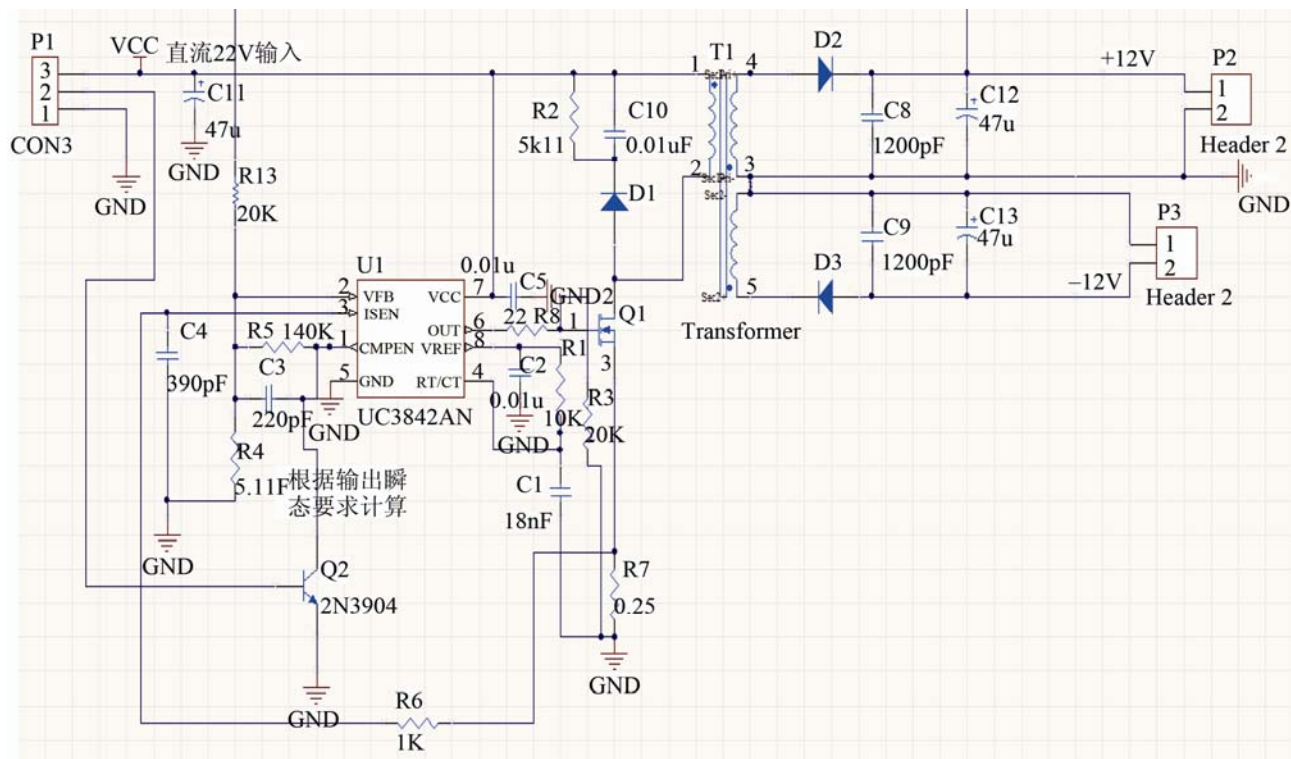 P1
VCC
直流22V输入
3
2
1
CON3
C11
47u
GND
GND
R13
20K
R2
5k11
C10
0.01uF
D1
T1
1
4
2
3
1
5
Sec2
Sec2-
Transformer
D2
D3
C8
1200pF
C12
47u
+12V
P2
1
2
Header 2
GND
C9
1200pF
C13
47u
P3
1
2
−12V
Header 2
U1
2
VFB
3
ISEN
1
CMPEN
5
GND
VCC
7
OUT
6
VREF
8
RT/CT
4
UC3842AN
0.01u
C5
GND2
22
R8
1
Q1
3
R1
10K
C2
0.01u
GND
R3
20K
C1
18nF
C4
390pF
R5
140K
C3
220pF
GND
R4
5.11F
根据输出瞬
态要求计算
GND
Q2
2N3904
GND
R7
0.25
GND
R6
1K